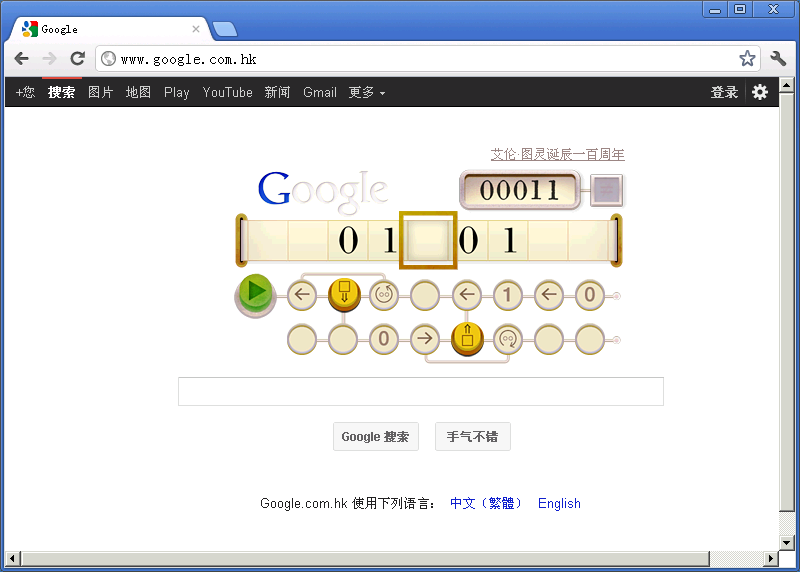 Google
www.google.com.hk
+您 搜索 图片 地图 Play YouTube 新闻 Gmail 更多 登录
艾伦·图灵诞辰一百周年
Google
00011
0 1 0 1
← ← 1 ← 0
0 →
Google 搜索 手气不错
Google.com.hk 使用下列语言： 中文（繁體） English